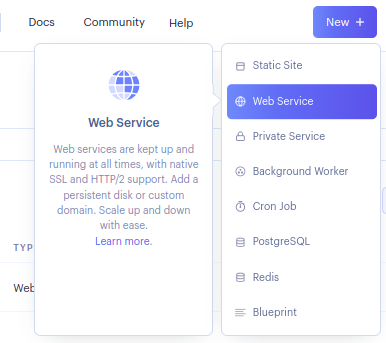 Docs
Community
Help
New +
Web Service
Web services are kept up and
running at all times, with native
SSL and HTTP/2 support. Add a
persistent disk or custom
domain. Scale up and down
with ease.
Learn more.
Static Site
Web Service
Private Service
Background Worker
Cron Job
PostgreSQL
Redis
Blueprint
TYP
Web